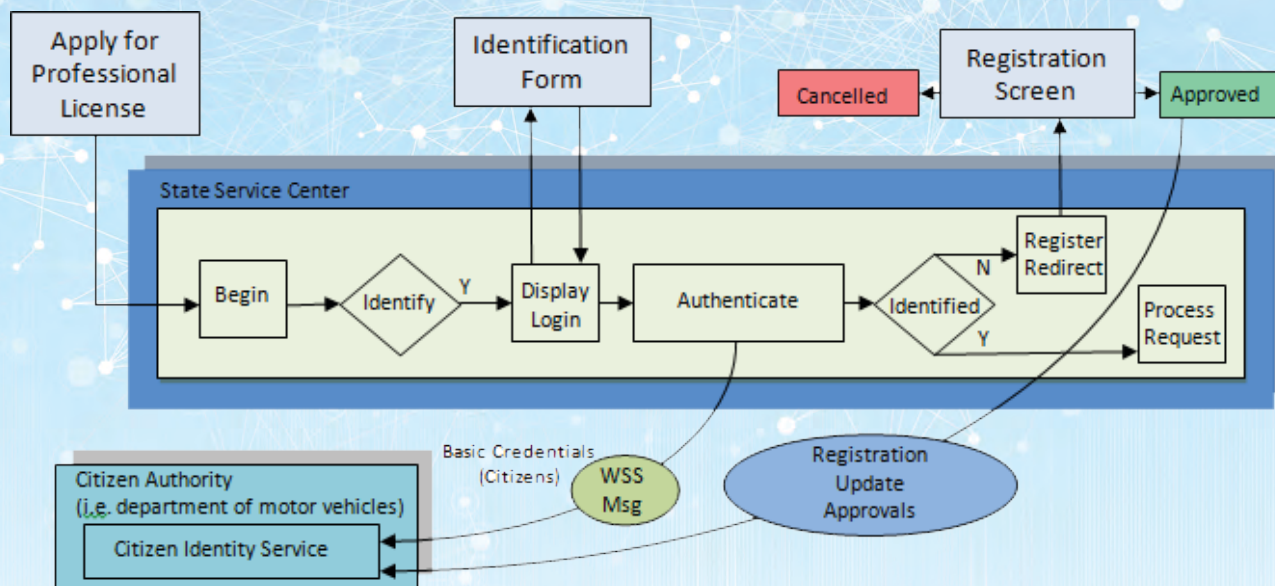 Apply for
Professional
License
Identification
Form
Cancelled
Registration
Screen
Approved
State Service Center
Begin
Identify
Y
Display
Login
Authenticate
Identified
N
Y
Register
Redirect
Process
Request
Basic Credentials
(Citizens)
WSS
Msg
Registration
Update
Approvals
Citizen Authority
(i.e. department of motor vehicles)
Citizen Identity Service